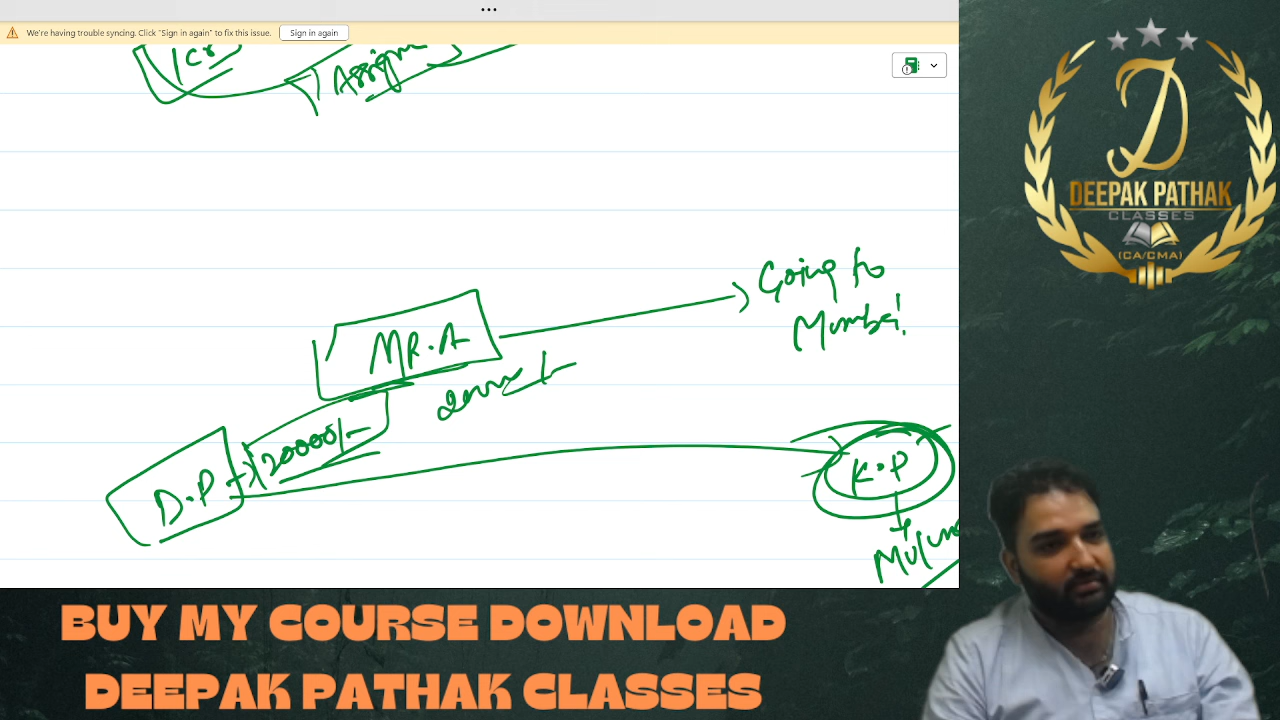 •••
We're having trouble syncing. Click "Sign in again" to fix this issue. Sign in again
Assignm
Going to
Mumbai
MR.A
20000/-
D.P
K.P
D
DEEPAK PATHAK
CLASSES
(CA/CMA)
BUY MY COURSE DOWNLOAD
DEEPAK PATHAK CLASSES